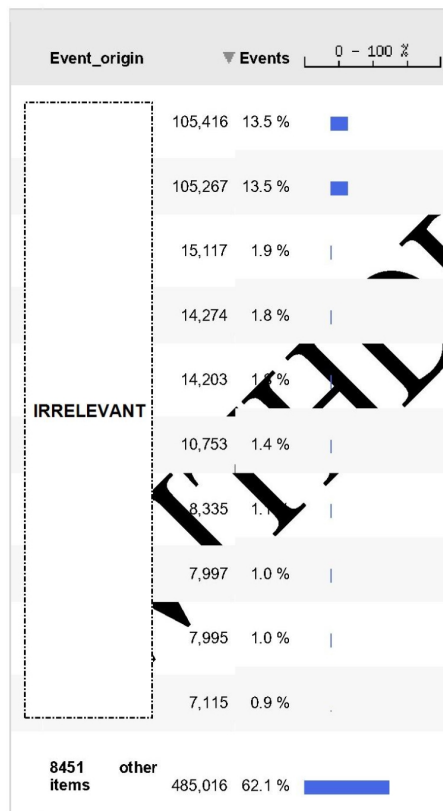 Event_origin Events 0 - 100 %
105,416 13.5 %
105,267 13.5 %
15,117 1.9 %
14,274 1.8 %
14,203 1.8 %
IRRELEVANT
10,753 1.4 %
8,335
7,997 1.0 %
7,995 1.0 %
7,115 0.9 %
8451 other
items 485,016 62.1 %